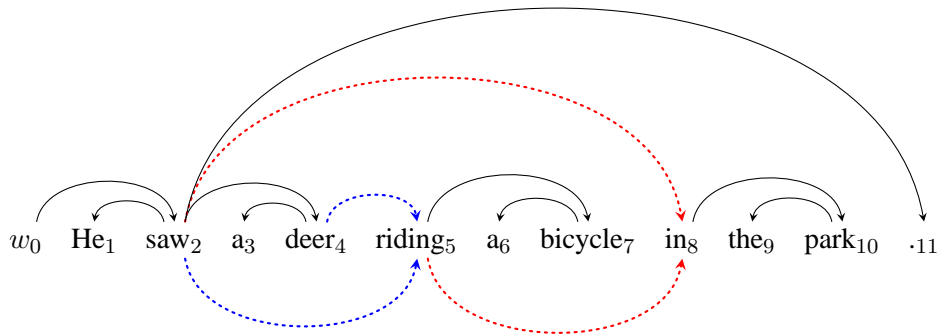 w₀ He₁ saw₂ a₃ deer₄ riding₅ a₆ bicycle₇ in₈ the₉ park₁₀ .₁₁